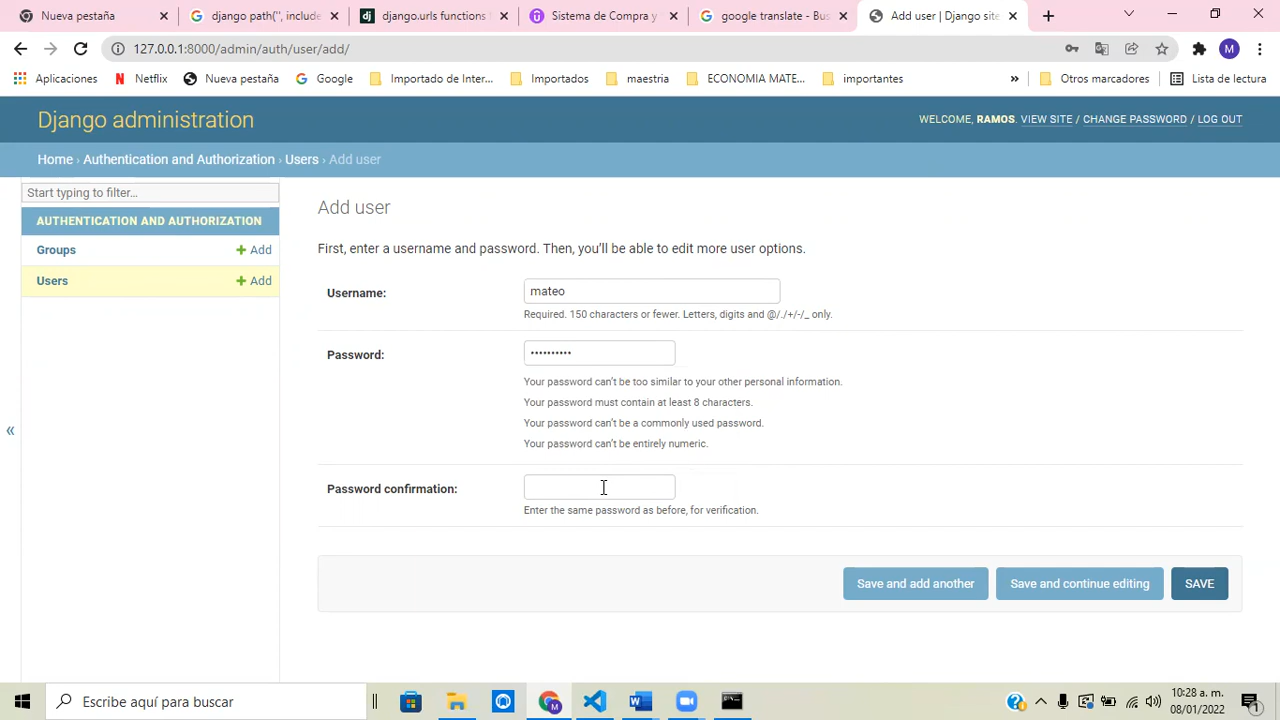 Nueva pestaña
django path('', include
django.urls functions
Sistema de Compra y
google translate - Bus
Add user | Django site
127.0.0.1:8000/admin/auth/user/add/
M
Aplicaciones
Netflix
Nueva pestaña
Google
Importado de Inter...
Importados
maestria
ECONOMIA MATE...
importantes
»
Otros marcadores
Lista de lectura
Django administration
WELCOME, RAMOS. VIEW SITE / CHANGE PASSWORD / LOG OUT
Home › Authentication and Authorization › Users › Add user
Start typing to filter...
AUTHENTICATION AND AUTHORIZATION
Groups + Add
Users + Add
«
Add user
First, enter a username and password. Then, you’ll be able to edit more user options.
Username: mateo
Required. 150 characters or fewer. Letters, digits and @/./+/-/_ only.
Password: ••••••••••
Your password can’t be too similar to your other personal information.
Your password must contain at least 8 characters.
Your password can’t be a commonly used password.
Your password can’t be entirely numeric.
Password confirmation:
Enter the same password as before, for verification.
Save and add another
Save and continue editing
SAVE
Escribe aquí para buscar
10:28 a. m.
08/01/2022